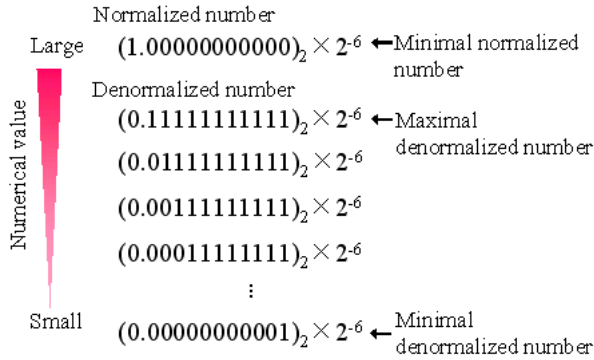 Normalized number
Large
(1.00000000000)₂ × 2⁻⁶ ← Minimal normalized
number
Denormalized number
(0.11111111111)₂ × 2⁻⁶ ← Maximal
denormalized number
(0.01111111111)₂ × 2⁻⁶
(0.00111111111)₂ × 2⁻⁶
(0.00011111111)₂ × 2⁻⁶
⋮
Numerical value
Small
(0.00000000001)₂ × 2⁻⁶ ← Minimal
denormalized number